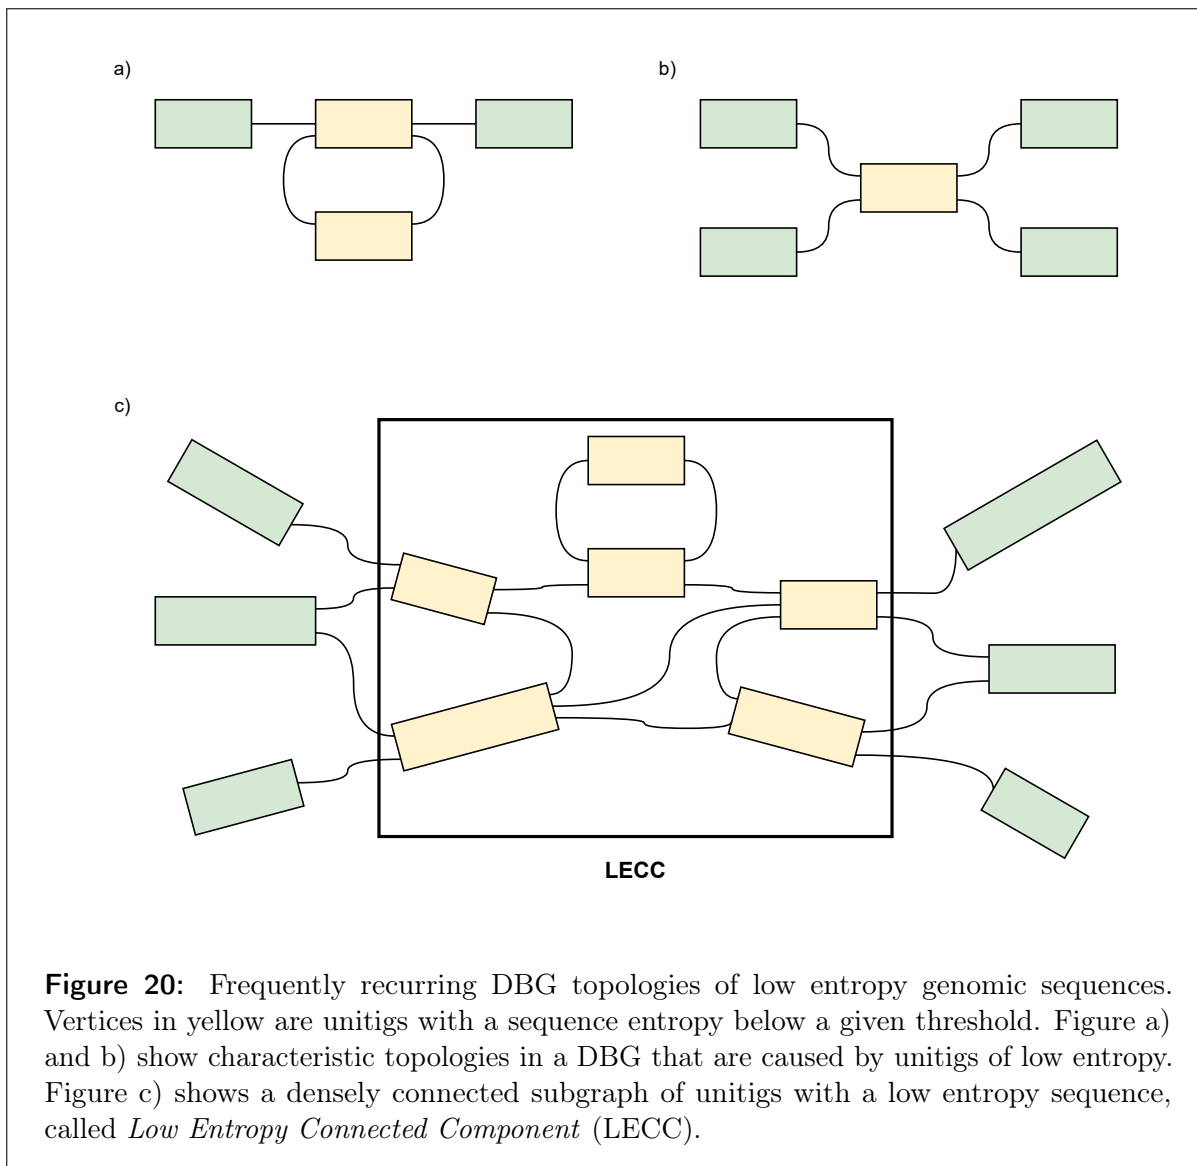 a)
b)
c)
LECC
Figure 20: Frequently recurring DBG topologies of low entropy genomic sequences.
Vertices in yellow are unitigs with a sequence entropy below a given threshold. Figure a)
and b) show characteristic topologies in a DBG that are caused by unitigs of low entropy.
Figure c) shows a densely connected subgraph of unitigs with a low entropy sequence,
called Low Entropy Connected Component (LECC).